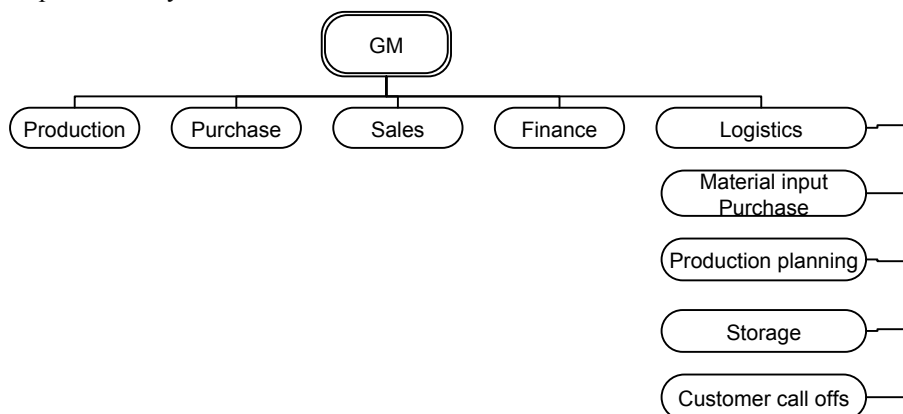 GM
Production
Purchase
Sales
Finance
Logistics
Material input
Purchase
Production planning
Storage
Customer call offs